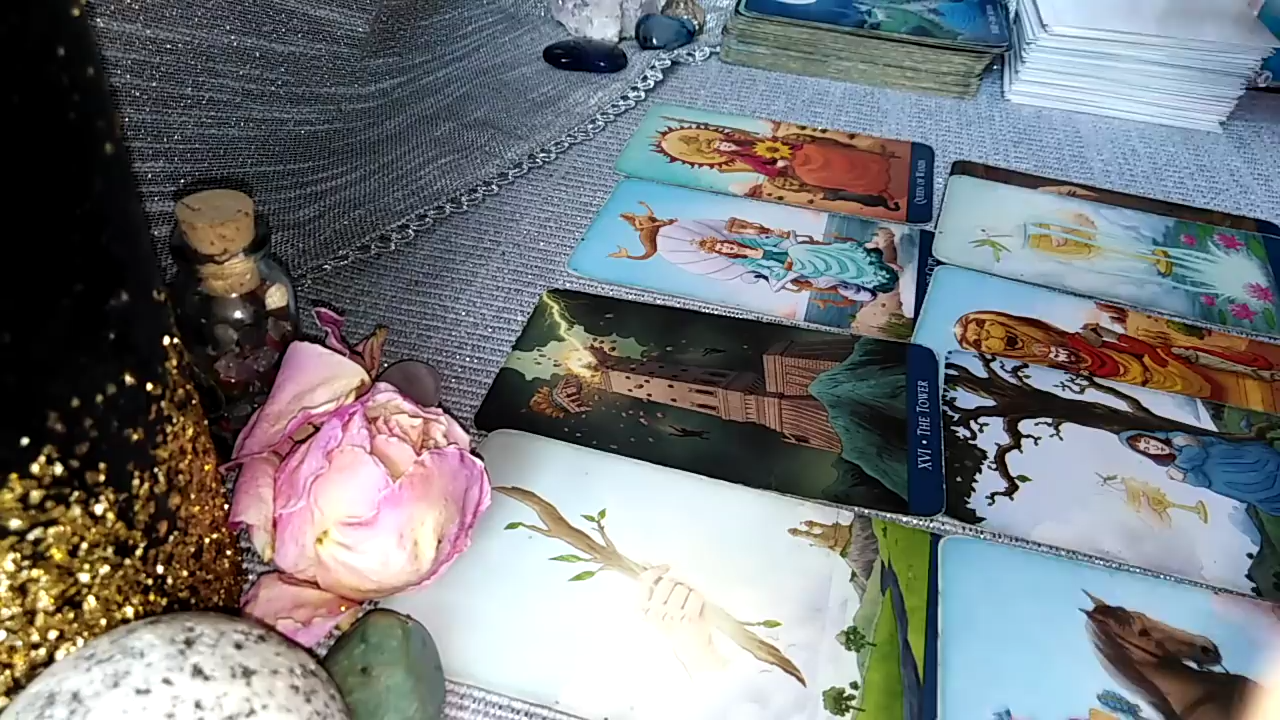 QUEEN OF WANDS
XVI • THE TOWER